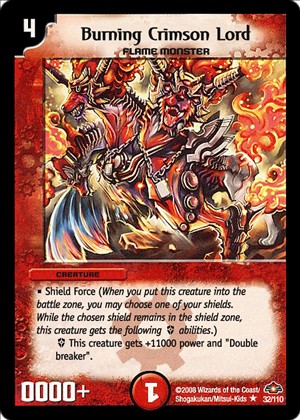 4
Burning Crimson Lord
FLAME MONSTER
CREATURE
▪ Shield Force (When you put this creature into the
battle zone, you may choose one of your shields.
While the chosen shield remains in the shield zone,
this creature gets the following abilities.)
This creature gets +11000 power and "Double
breaker".
0000+
1
©2008 Wizards of the Coast/
Shogakukan/Mitsui-Kids ★ 32/110